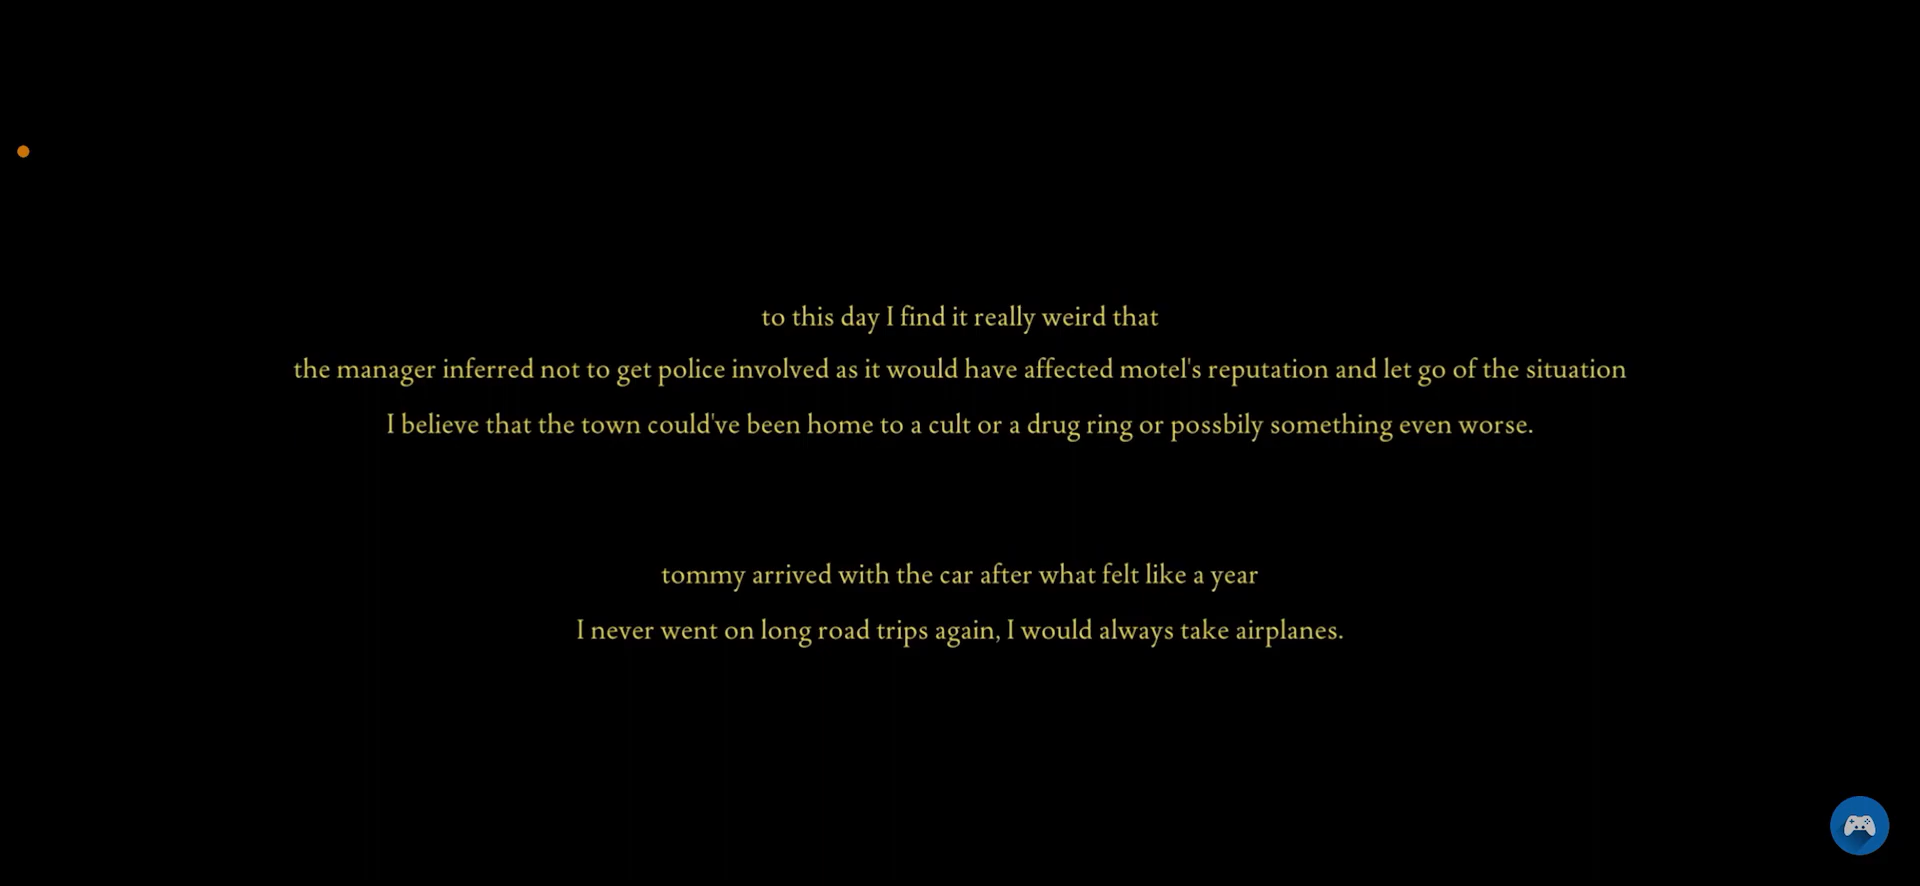 to this day I find it really weird that
the manager inferred not to get police involved as it would have affected motel's reputation and let go of the situation
I believe that the town could've been home to a cult or a drug ring or possbily something even worse.
tommy arrived with the car after what felt like a year
I never went on long road trips again, I would always take airplanes.